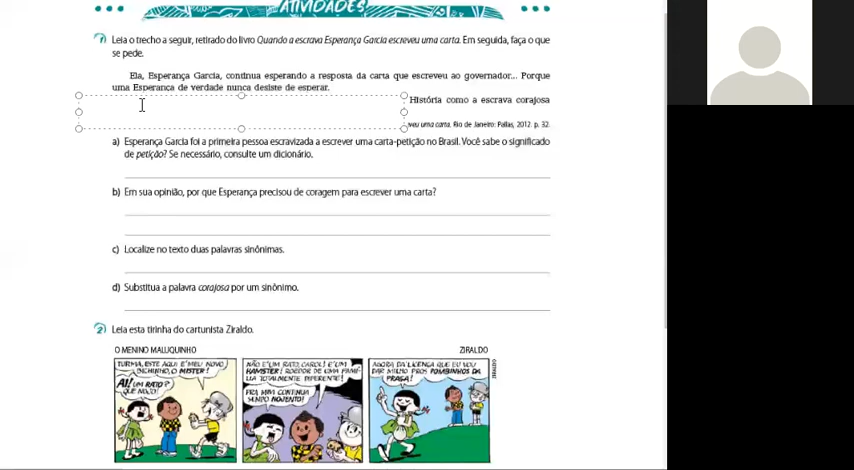 ATIVIDADES
1 Leia o trecho a seguir, retirado do livro Quando a escrava Esperança Garcia escreveu uma carta. Em seguida, faça o que
se pede.
Ela, Esperança Garcia, continua esperando a resposta da carta que escreveu ao governador... Porque
uma Esperança de verdade nunca desiste de esperar.
História como a escrava corajosa
veu uma carta. Rio de Janeiro: Pallas, 2012. p. 32.
a) Esperança Garcia foi a primeira pessoa escravizada a escrever uma carta-petição no Brasil. Você sabe o significado
de petição? Se necessário, consulte um dicionário.
b) Em sua opinião, por que Esperança precisou de coragem para escrever uma carta?
c) Localize no texto duas palavras sinônimas.
d) Substitua a palavra corajosa por um sinônimo.
2 Leia esta tirinha do cartunista Ziraldo.
O MENINO MALUQUINHO
ZIRALDO
TURMA, ESTE AQUI É MEU NOVO
BICHINHO, O MISTER!
AI! UM RATO?
QUE NOJO!
NÃO É UM RATO, CAROL! É UM
HAMSTER! ROEDOR DE UMA FAMÍ-
LIA TOTALMENTE DIFERENTE!
PRA MIM CONTINUA
SENDO NOJENTO!
AGORA DÁ LICENÇA QUE EU VOU
DAR MILHO PROS POMBINHOS DA
PRAÇA!
ZIRALDO